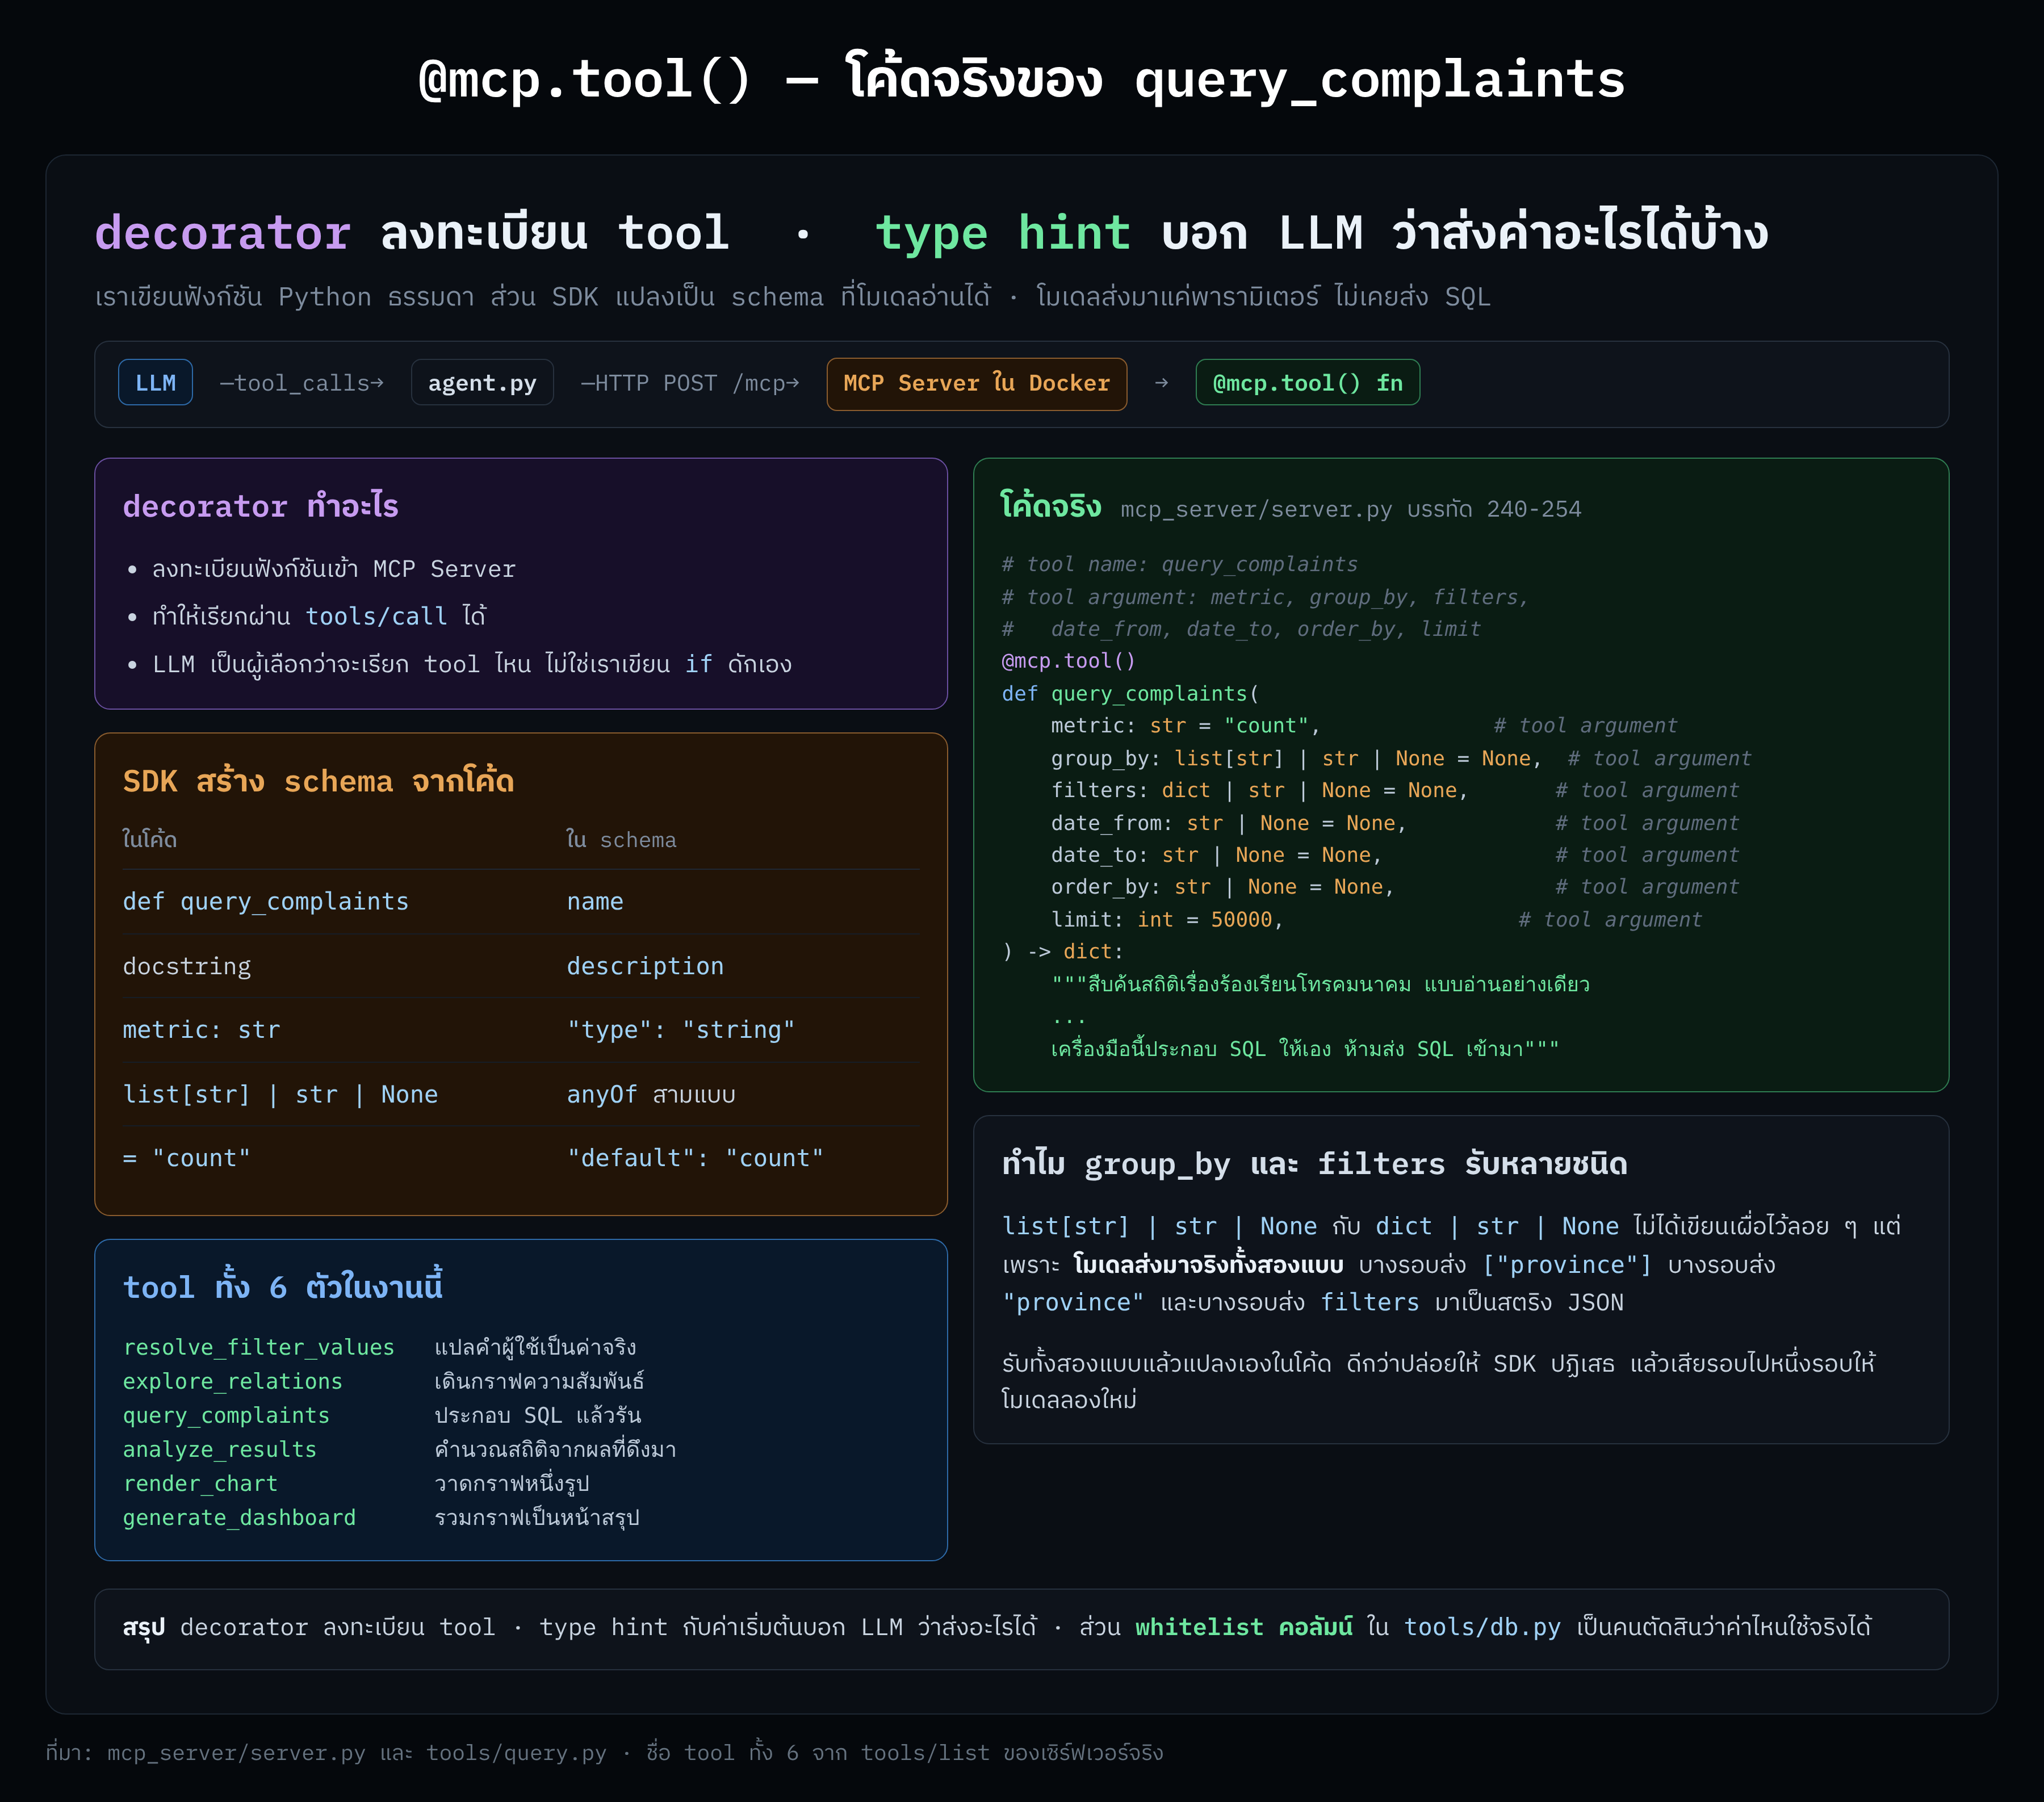 @mcp.tool() — โค้ดจริงของ query_complaints
decorator ลงทะเบียน tool · type hint บอก LLM ว่าส่งค่าอะไรได้บ้าง
เราเขียนฟังก์ชัน Python ธรรมดา ส่วน SDK แปลงเป็น schema ที่โมเดลอ่านได้ · โมเดลส่งมาแค่พารามิเตอร์ ไม่เคยส่ง SQL
LLM —tool_calls→ agent.py —HTTP POST /mcp→ MCP Server ใน Docker → @mcp.tool() fn
decorator ทำอะไร
• ลงทะเบียนฟังก์ชันเข้า MCP Server
• ทำให้เรียกผ่าน tools/call ได้
• LLM เป็นผู้เลือกว่าจะเรียก tool ไหน ไม่ใช่เราเขียน if ดักเอง
SDK สร้าง schema จากโค้ด
ในโค้ด ใน schema
def query_complaints name
docstring description
metric: str "type": "string"
list[str] | str | None anyOf สามแบบ
= "count" "default": "count"
tool ทั้ง 6 ตัวในงานนี้
resolve_filter_values แปลคำผู้ใช้เป็นค่าจริง
explore_relations เดินกราฟความสัมพันธ์
query_complaints ประกอบ SQL แล้วรัน
analyze_results คำนวณสถิติจากผลที่ดึงมา
render_chart วาดกราฟหนึ่งรูป
generate_dashboard รวมกราฟเป็นหน้าสรุป
โค้ดจริง mcp_server/server.py บรรทัด 240-254
# tool name: query_complaints
# tool argument: metric, group_by, filters,
#   date_from, date_to, order_by, limit
@mcp.tool()
def query_complaints(
    metric: str = "count",              # tool argument
    group_by: list[str] | str | None = None,  # tool argument
    filters: dict | str | None = None,       # tool argument
    date_from: str | None = None,            # tool argument
    date_to: str | None = None,              # tool argument
    order_by: str | None = None,             # tool argument
    limit: int = 50000,                   # tool argument
) -> dict:
    """สืบค้นสถิติเรื่องร้องเรียนโทรคมนาคม แบบอ่านอย่างเดียว
    ...
    เครื่องมือนี้ประกอบ SQL ให้เอง ห้ามส่ง SQL เข้ามา"""
ทำไม group_by และ filters รับหลายชนิด
list[str] | str | None กับ dict | str | None ไม่ได้เขียนเผื่อไว้ลอย ๆ แต่
เพราะ โมเดลส่งมาจริงทั้งสองแบบ บางรอบส่ง ["province"] บางรอบส่ง
"province" และบางรอบส่ง filters มาเป็นสตริง JSON
รับทั้งสองแบบแล้วแปลงเองในโค้ด ดีกว่าปล่อยให้ SDK ปฏิเสธ แล้วเสียรอบไปหนึ่งรอบให้
โมเดลลองใหม่
สรุป decorator ลงทะเบียน tool · type hint กับค่าเริ่มต้นบอก LLM ว่าส่งอะไรได้ · ส่วน whitelist คอลัมน์ ใน tools/db.py เป็นคนตัดสินว่าค่าไหนใช้จริงได้
ที่มา: mcp_server/server.py และ tools/query.py · ชื่อ tool ทั้ง 6 จาก tools/list ของเซิร์ฟเวอร์จริง